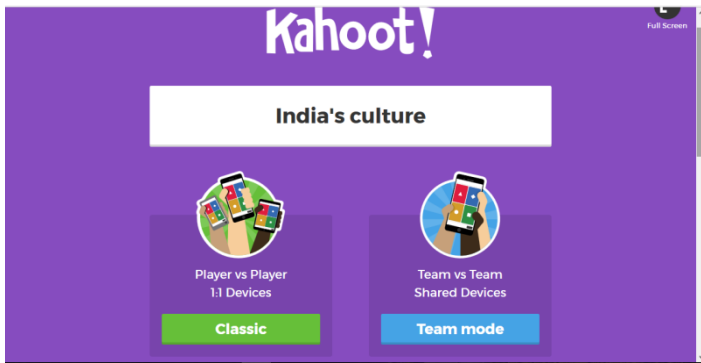 Kahoot!
Full Screen
India's culture
Player vs Player
1:1 Devices
Classic
Team vs Team
Shared Devices
Team mode